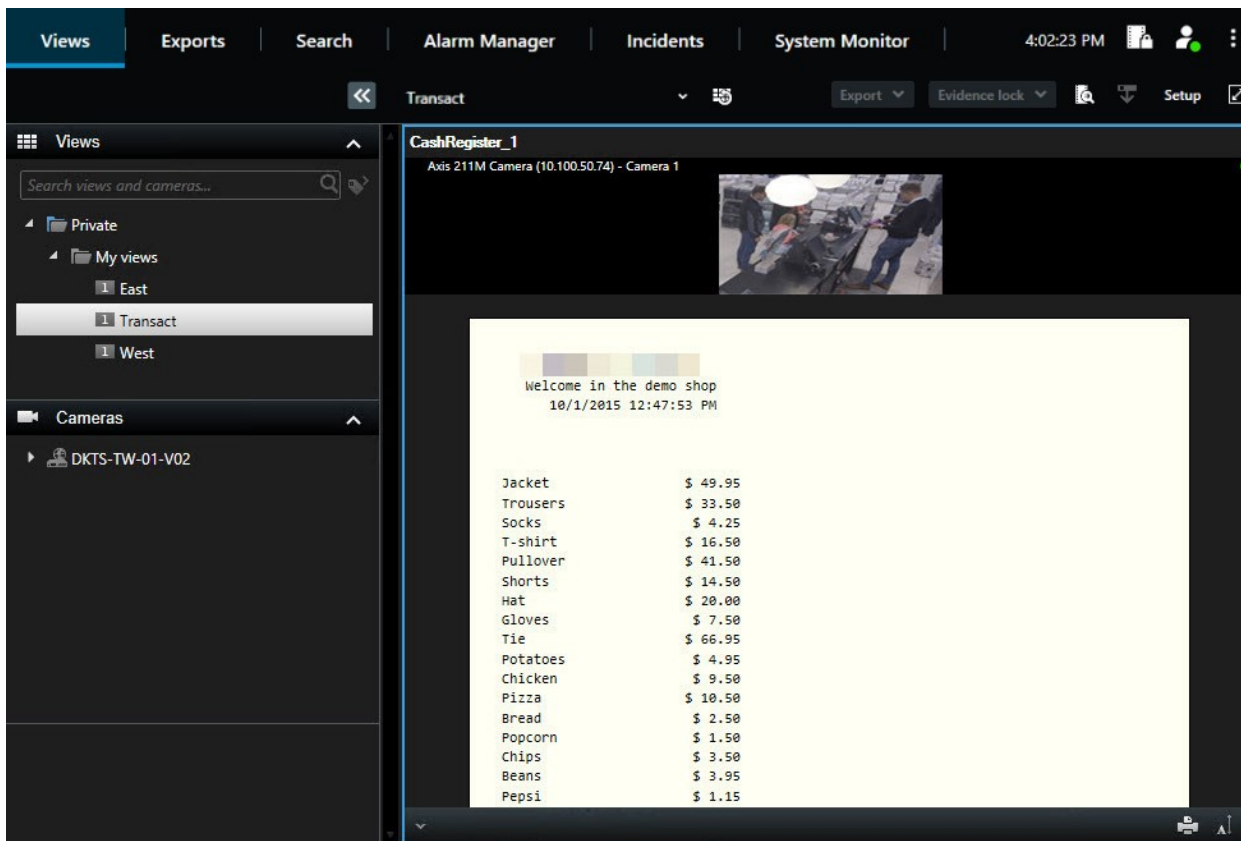 Views Exports Search Alarm Manager Incidents System Monitor 4:02:23 PM
Transact Export Evidence lock Setup
Views
Search views and cameras...
Private
My views
1 East
1 Transact
1 West
Cameras
DKTS-TW-01-V02
CashRegister_1
Axis 211M Camera (10.100.50.74) - Camera 1
Welcome in the demo shop
10/1/2015 12:47:53 PM
Jacket $ 49.95
Trousers $ 33.50
Socks $ 4.25
T-shirt $ 16.50
Pullover $ 41.50
Shorts $ 14.50
Hat $ 20.00
Gloves $ 7.50
Tie $ 66.95
Potatoes $ 4.95
Chicken $ 9.50
Pizza $ 10.50
Bread $ 2.50
Popcorn $ 1.50
Chips $ 3.50
Beans $ 3.95
Pepsi $ 1.15
A